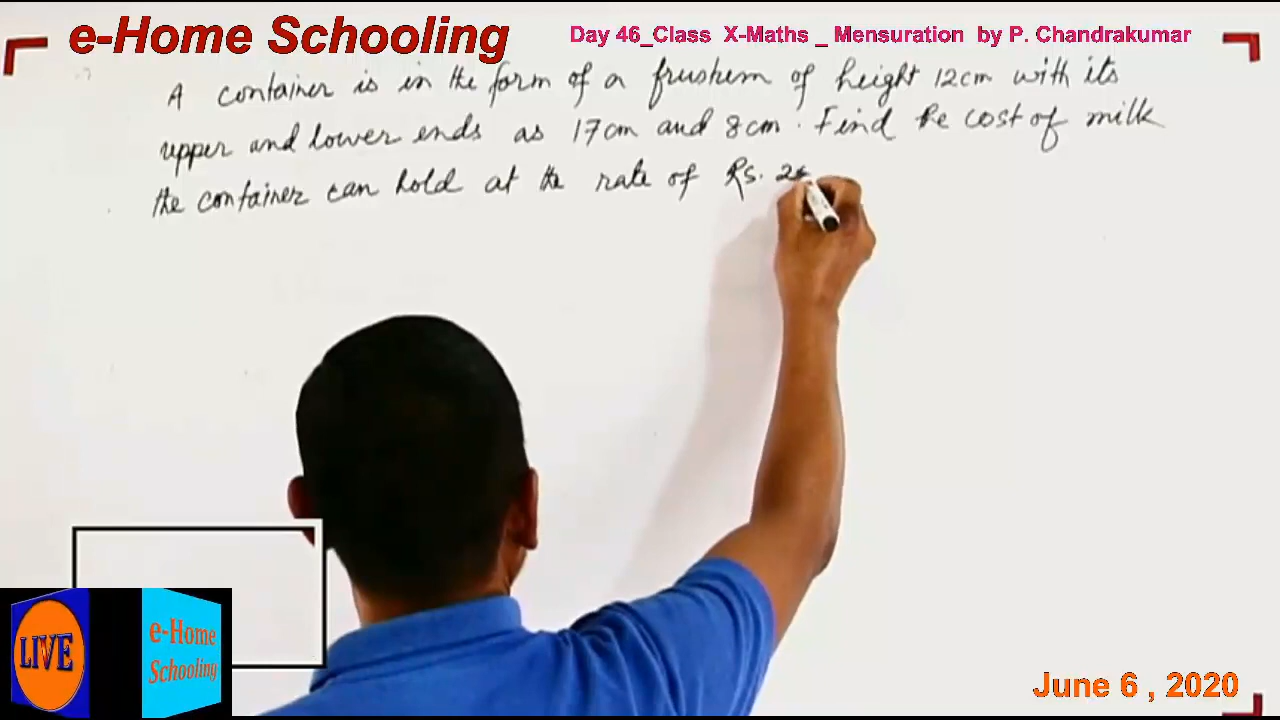 e-Home Schooling
Day 46_Class X-Maths _ Mensuration by P. Chandrakumar
A container is in the form of a frustum of height 12cm with its
upper and lower ends as 17cm and 8cm. Find the cost of milk
the container can hold at the rate of Rs.
LIVE
e-Home
Schooling
June 6 , 2020